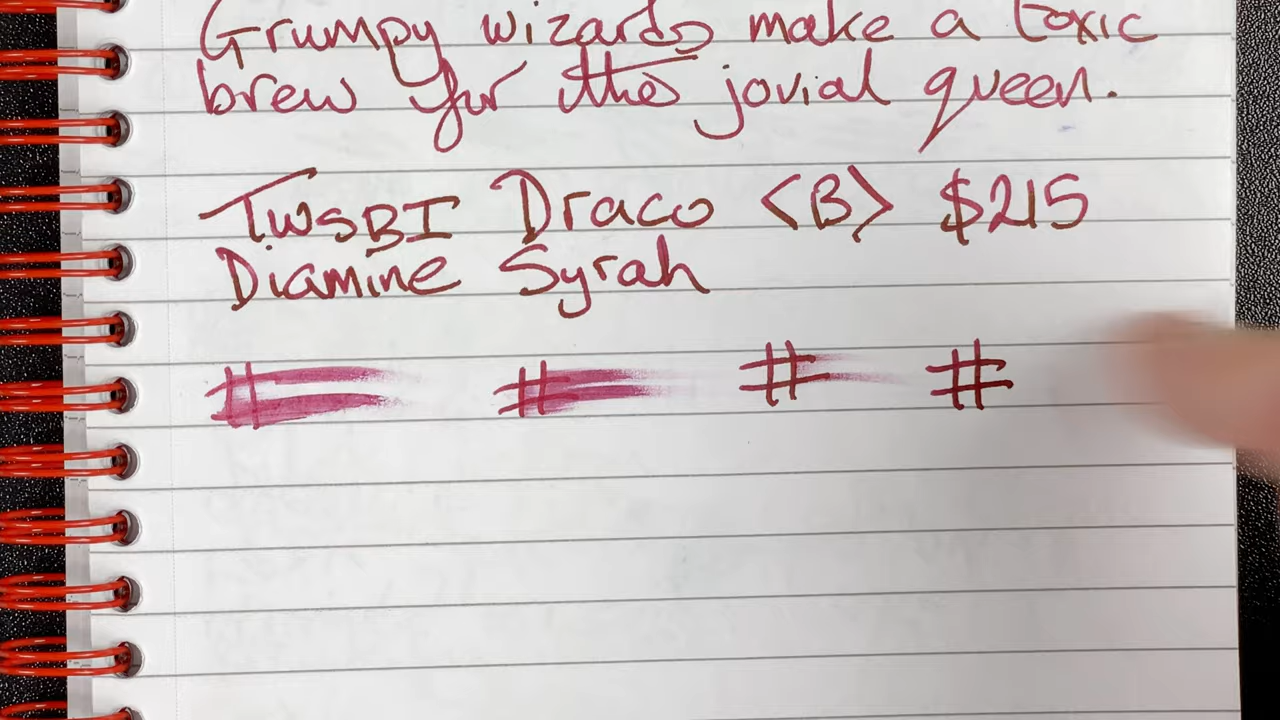 Grumpy wizards make a toxic
brew for the jovial queen.
TWSBI Draco <B> $215
Diamine Syrah
# # # #